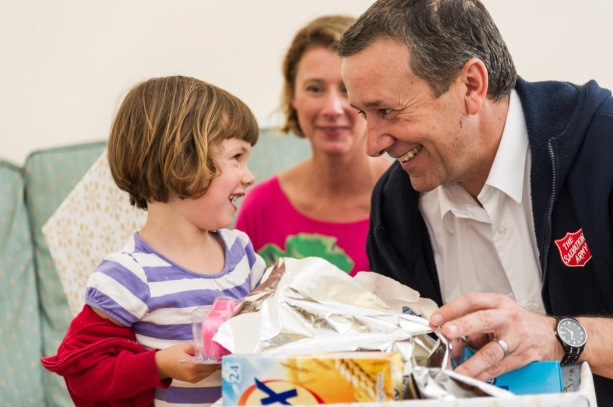 THE
SALVATION
ARMY
24
X